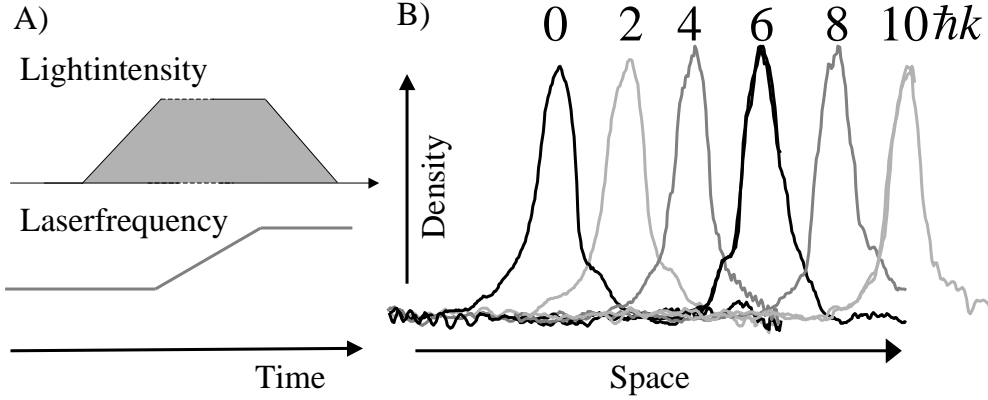 A)
Lightintensity
Laserfrequency
Time
B)
0 2 4 6 8 10ħk
Density
Space